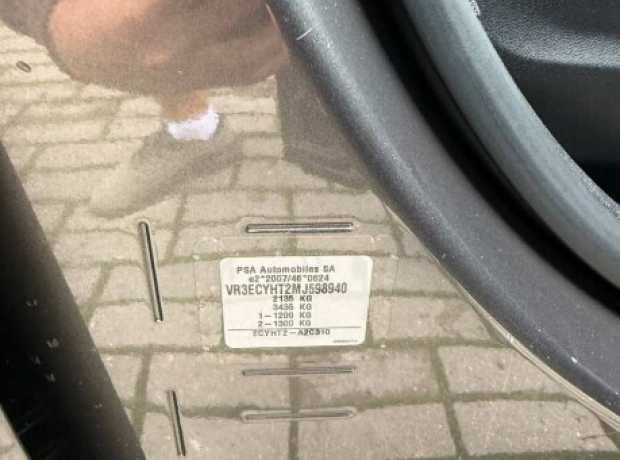 PSA Automobiles SA
e2*2007/46*0624
VR3ECYHT2MJ598940
2135 KG
3435 KG
1-1200 KG
2-1300 KG
ECYHT2-A2C310